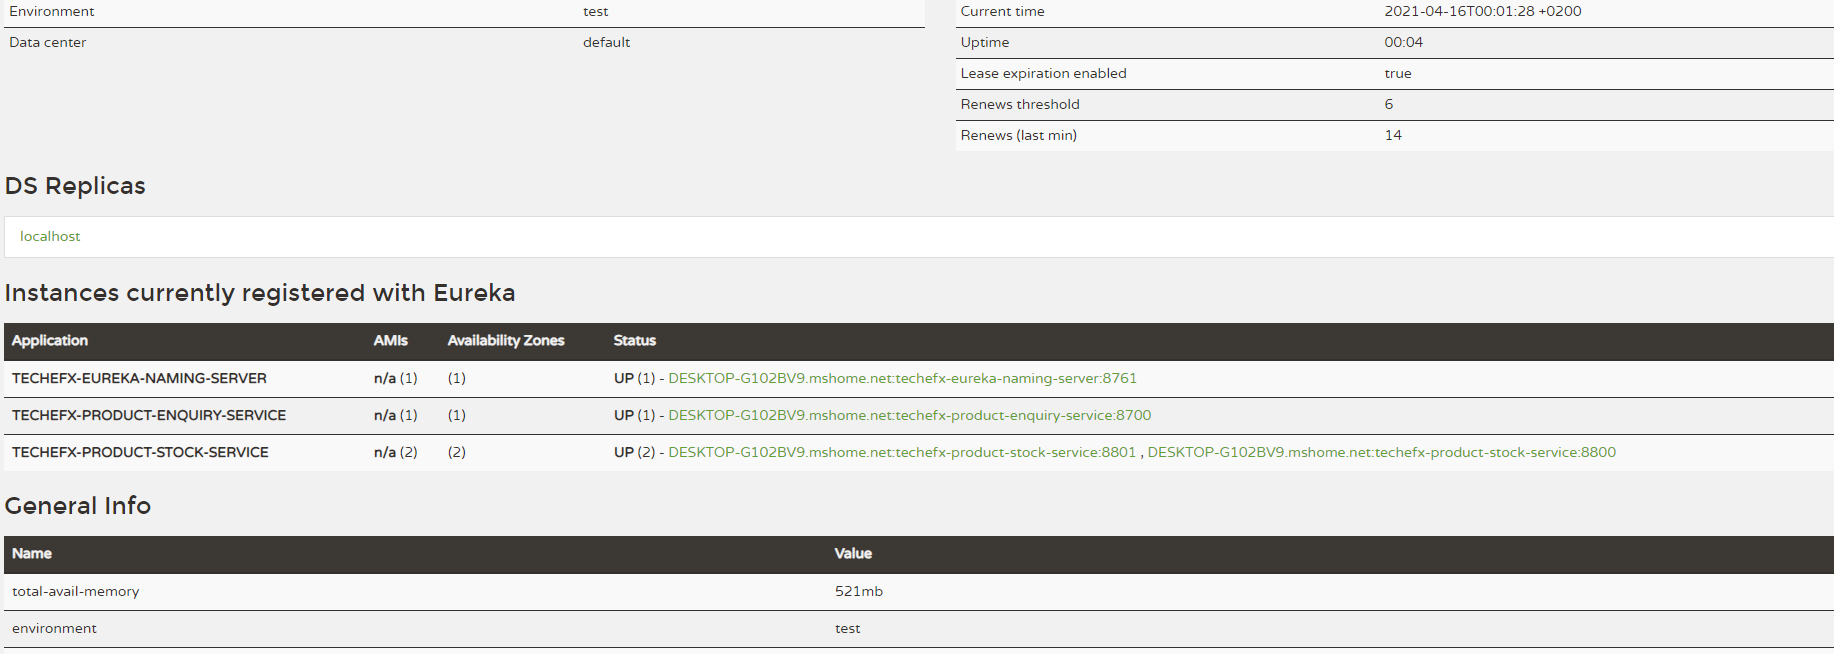 Environment test
Data center default
Current time 2021-04-16T00:01:28 +0200
Uptime 00:04
Lease expiration enabled true
Renews threshold 6
Renews (last min) 14
DS Replicas
localhost
Instances currently registered with Eureka
Application AMIs Availability Zones Status
TECHEFX-EUREKA-NAMING-SERVER n/a (1) (1) UP (1) - DESKTOP-G102BV9.mshome.net:techefx-eureka-naming-server:8761
TECHEFX-PRODUCT-ENQUIRY-SERVICE n/a (1) (1) UP (1) - DESKTOP-G102BV9.mshome.net:techefx-product-enquiry-service:8700
TECHEFX-PRODUCT-STOCK-SERVICE n/a (2) (2) UP (2) - DESKTOP-G102BV9.mshome.net:techefx-product-stock-service:8801 , DESKTOP-G102BV9.mshome.net:techefx-product-stock-service:8800
General Info
Name Value
total-avail-memory 521mb
environment test